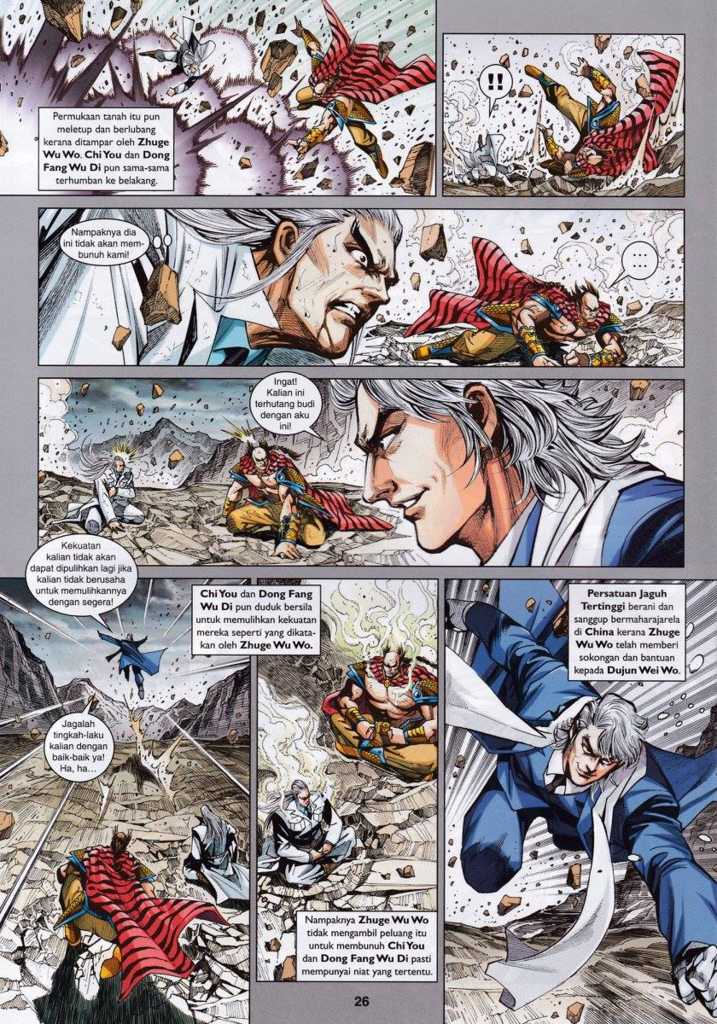 Permukaan tanah itu pun
meletup dan berlubang
kerana ditampar oleh Zhuge
Wu Wo. Chi You dan Dong
Fang Wu Di pun sama-sama
terhumban ke belakang.
!!
Nampaknya dia
ini tidak akan mem-
bunuh kami!
...
...
Ingat!
Kalian ini
terhutang budi
dengan aku
ini!
Kekuatan
kalian tidak akan
dapat dipulihkan lagi jika
kalian tidak berusaha
untuk memulihkannya
dengan segera!
Jagalah
tingkah-laku
kalian dengan
baik-baik ya!
Ha, ha...
Chi You dan Dong Fang
Wu Di pun duduk bersila
untuk memulihkan kekuatan
mereka seperti yang dikata-
kan oleh Zhuge Wu Wo.
Nampaknya Zhuge Wu Wo
tidak mengambil peluang ini
untuk membunuh Chi You
dan Dong Fang Wu Di pasti
mempunyai niat yang tertentu.
Persatuan Jaguh
Tertinggi berani dan
sanggup bermaharajarela
di China kerana Zhuge
Wu Wo telah memberi
sokongan dan bantuan
kepada Dujun Wei Wo.
26